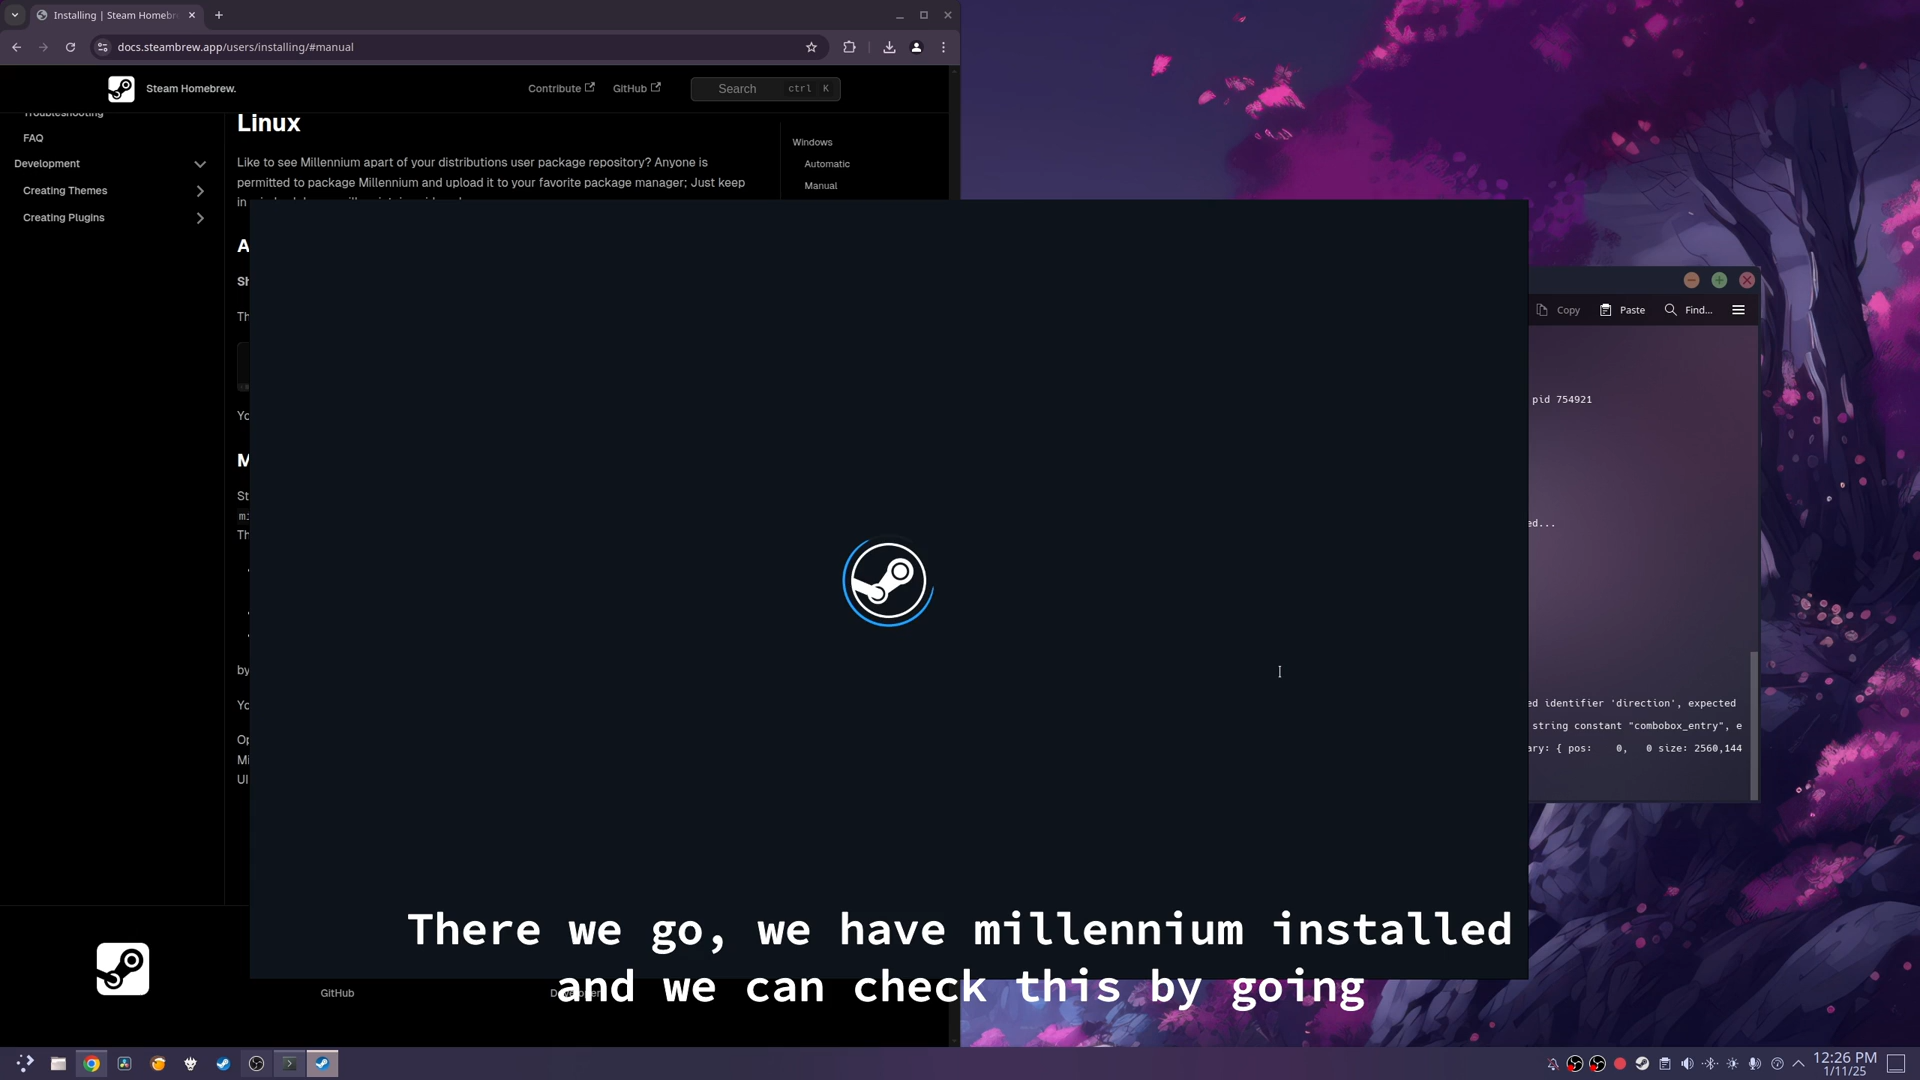 Installing | Steam Homebr
docs.steambrew.app/users/installing/#manual
Steam Homebrew.
Contribute
GitHub
Search
ctrl K
Troubleshooting
FAQ
Development
Creating Themes
Creating Plugins
Linux
Like to see Millennium apart of your distributions user package repository? Anyone is
permitted to package Millennium and upload it to your favorite package manager; Just keep
in
Windows
Automatic
Manual
Copy
Paste
Find...
pid 754921
ed...
ed identifier 'direction', expected
string constant "combobox_entry", e
ary: { pos: 0, 0 size: 2560,144
by
There we go, we have millennium installed
and we can check this by going
GitHub
12:26 PM
1/11/25